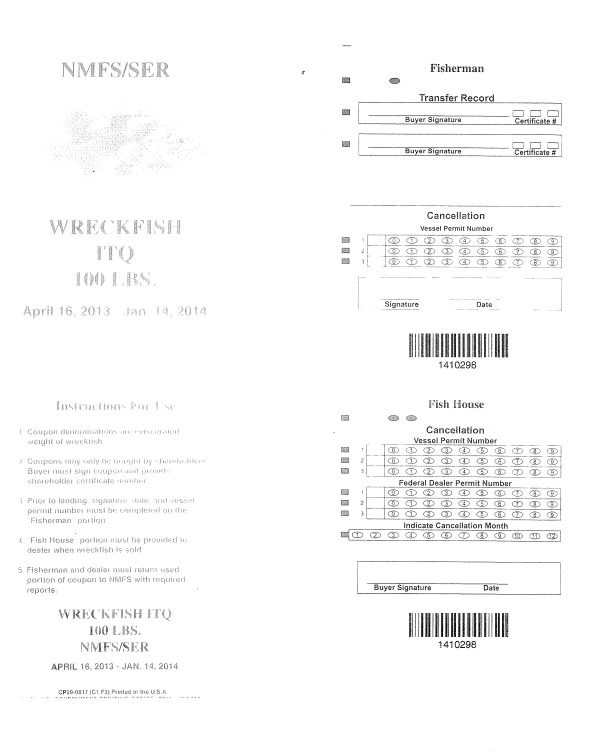 NMFS/SER
WRECKFISH
ITQ
100 LBS.
April 16, 2013 Jan. 14, 2014
Instructions For Use
1. Coupon denominations are eviscerated
weight of wreckfish
2. Coupons may only be bought by shareholders
Buyer must sign coupon and provide
shareholder certificate number
3. Prior to landing, signature, date, and vessel
permit number must be completed on the
"Fisherman" portion
4. "Fish House" portion must be provided to
dealer when wreckfish is sold
5. Fisherman and dealer must return used
portion of coupon to NMFS with required
reports.
WRECKFISH ITQ
100 LBS.
NMFS/SER
APRIL 16, 2013 - JAN. 14, 2014
CP99-0817 (C1 F3) Printed in the U.S.A
Fisherman
Transfer Record
Buyer Signature Certificate #
Buyer Signature Certificate #
Cancellation
Vessel Permit Number
1 0 1 2 3 4 5 6 7 8 9
2 0 1 2 3 4 5 6 7 8 9
3 0 1 2 3 4 5 6 7 8 9
Signature Date
1410298
Fish House
Cancellation
Vessel Permit Number
1 0 1 2 3 4 5 6 7 8 9
2 0 1 2 3 4 5 6 7 8 9
3 0 1 2 3 4 5 6 7 8 9
Federal Dealer Permit Number
1 0 1 2 3 4 5 6 7 8 9
2 0 1 2 3 4 5 6 7 8 9
3 0 1 2 3 4 5 6 7 8 9
Indicate Cancellation Month
1 2 3 4 5 6 7 8 9 10 11 12
Buyer Signature Date
1410298